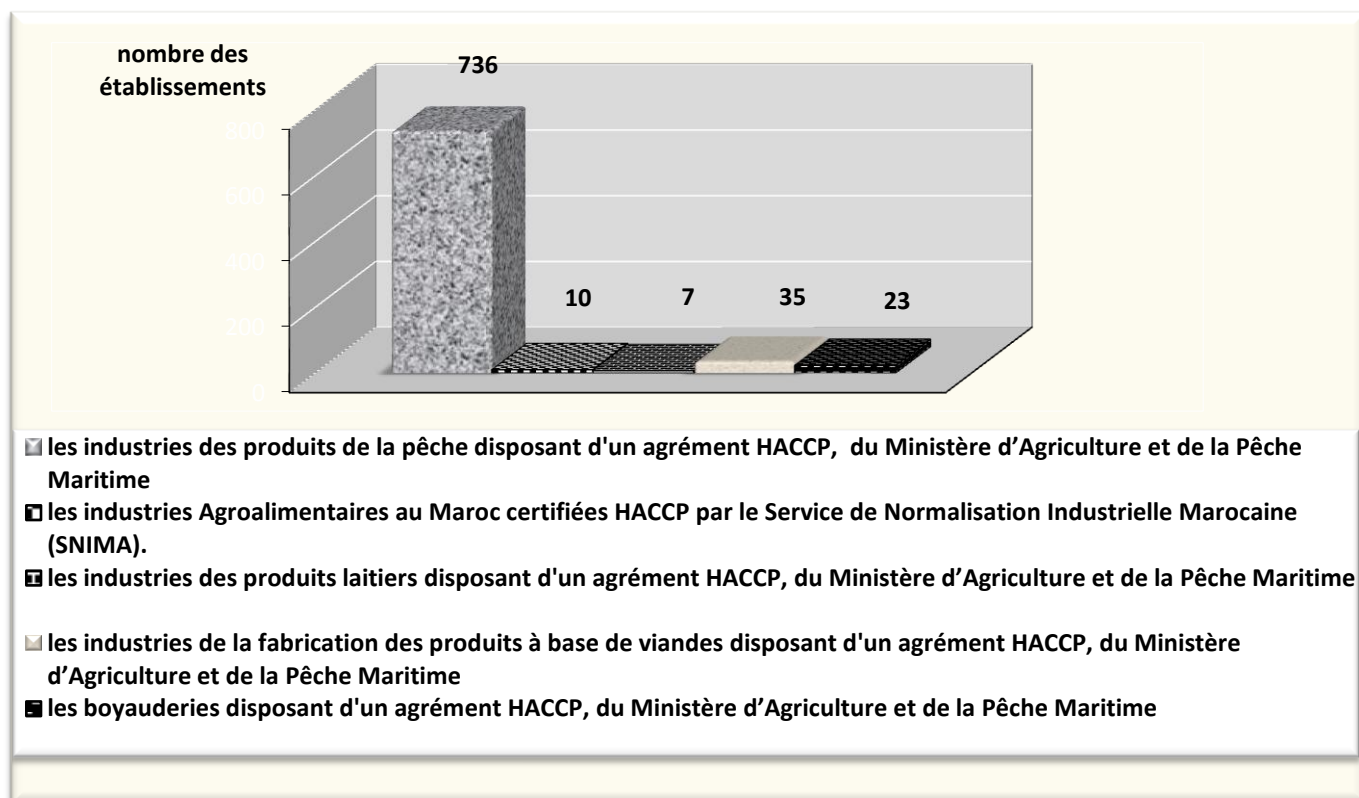 nombre des
établissements
736
800
600
400
200
0
10
7
35
23
les industries des produits de la pêche disposant d'un agrément HACCP, du Ministère d’Agriculture et de la Pêche
Maritime
les industries Agroalimentaires au Maroc certifiées HACCP par le Service de Normalisation Industrielle Marocaine
(SNIMA).
les industries des produits laitiers disposant d'un agrément HACCP, du Ministère d’Agriculture et de la Pêche Maritime
les industries de la fabrication des produits à base de viandes disposant d'un agrément HACCP, du Ministère
d’Agriculture et de la Pêche Maritime
les boyauderies disposant d'un agrément HACCP, du Ministère d’Agriculture et de la Pêche Maritime